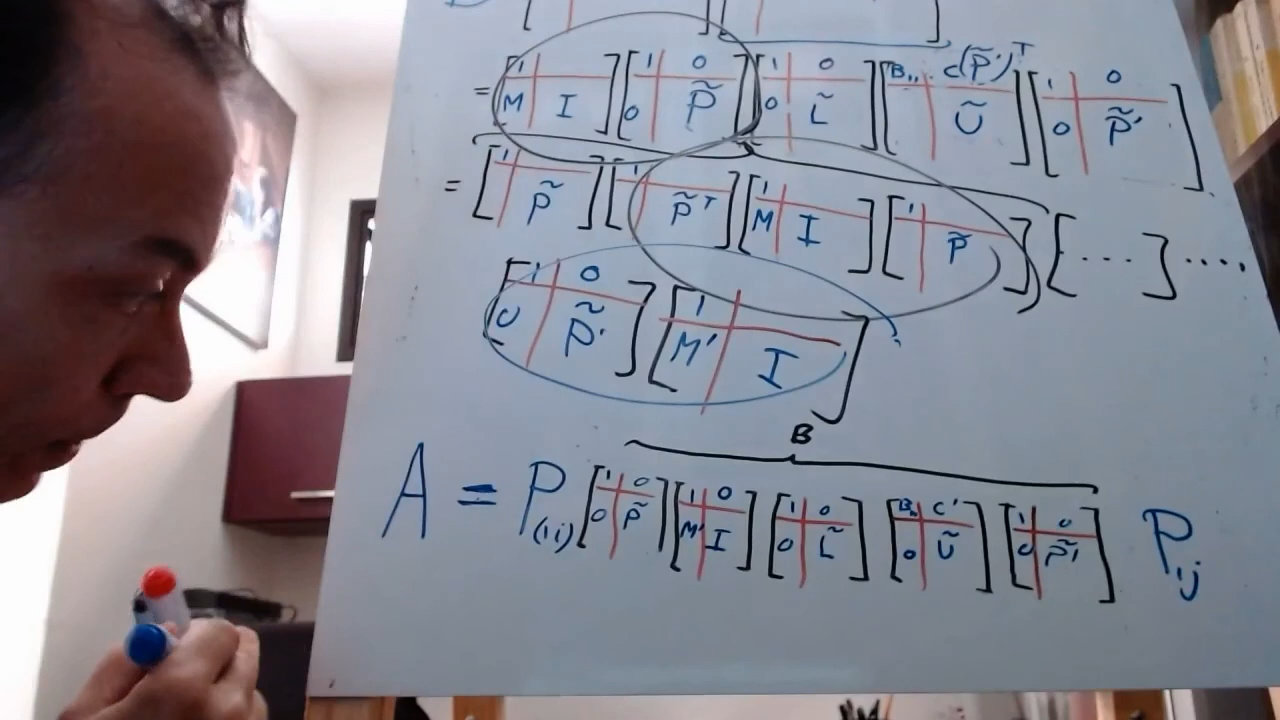 = [1 M I] [1 0 0 P̃] [1 0 0 L̃] [B₁₁ C(P̃')ᵀ Ũ] [1 0 0 P̃']
= [1 P̃] [1 P̃ᵀ] [1 M I] [1 P̃] [....] ....
[1 0 0 P̃'] [1 M' I]
B
A = P₍₁ᵢ₎ [1 0 0 P̃] [1 0 M' I] [1 0 0 L̃] [B₁₁ C' 0 Ũ] [1 0 0 P̃'] P₁ⱼ